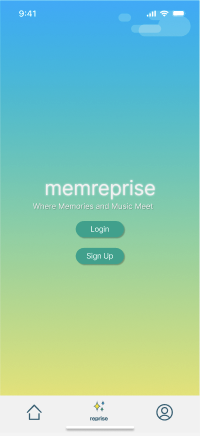 9:41
memreprise
Where Memories and Music Meet
Login
Sign Up
reprise